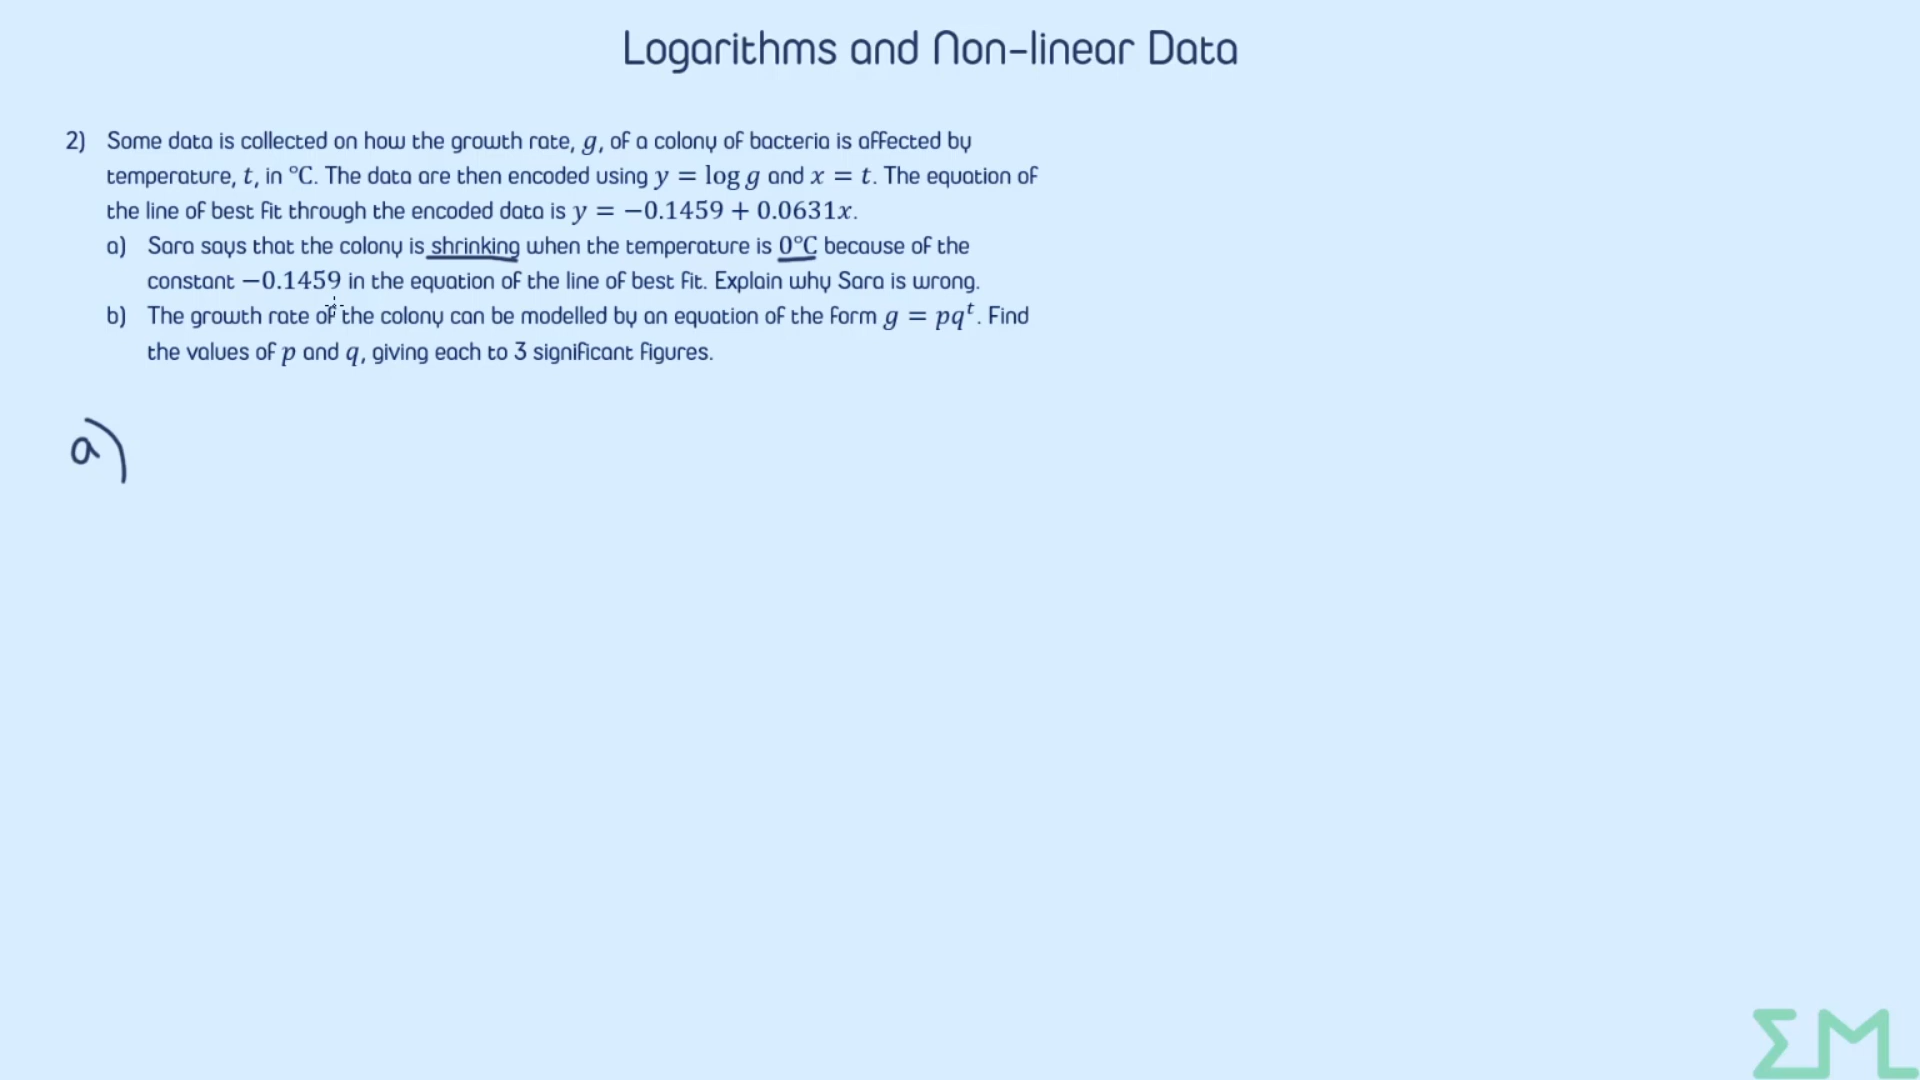 Logarithms and Non-linear Data
2) Some data is collected on how the growth rate, g, of a colony of bacteria is affected by
temperature, t, in °C. The data are then encoded using y = log g and x = t. The equation of
the line of best fit through the encoded data is y = −0.1459 + 0.0631x.
a) Sara says that the colony is shrinking when the temperature is 0°C because of the
constant −0.1459 in the equation of the line of best fit. Explain why Sara is wrong.
b) The growth rate of the colony can be modelled by an equation of the form g = pqᵗ. Find
the values of p and q, giving each to 3 significant figures.
a)
ΣM